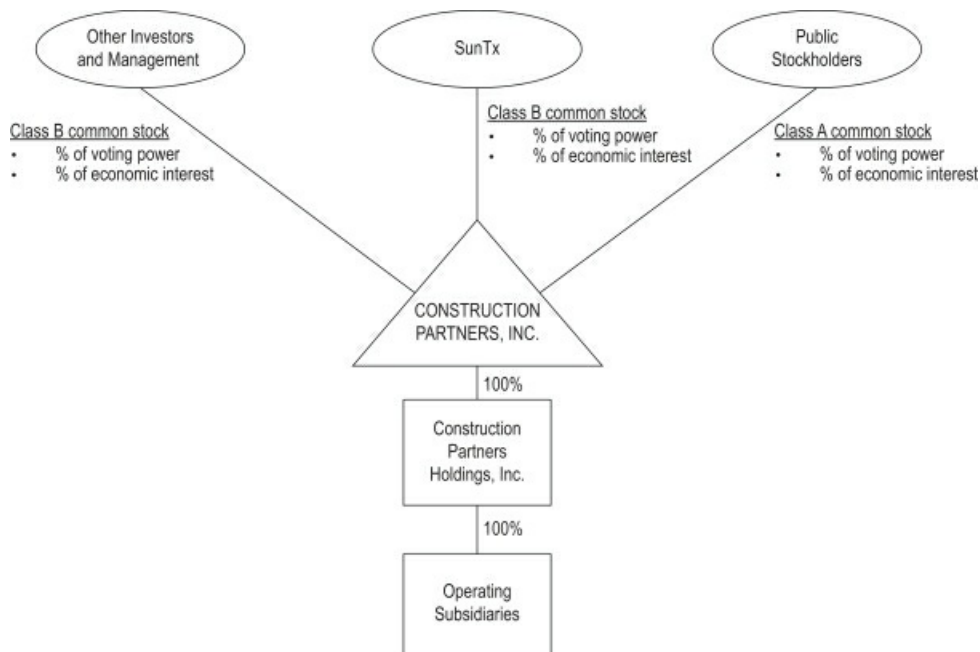 Other Investors
and Management
SunTx
Public
Stockholders
Class B common stock
• % of voting power
• % of economic interest
Class B common stock
• % of voting power
• % of economic interest
Class A common stock
• % of voting power
• % of economic interest
CONSTRUCTION
PARTNERS, INC.
100%
Construction
Partners
Holdings, Inc.
100%
Operating
Subsidiaries